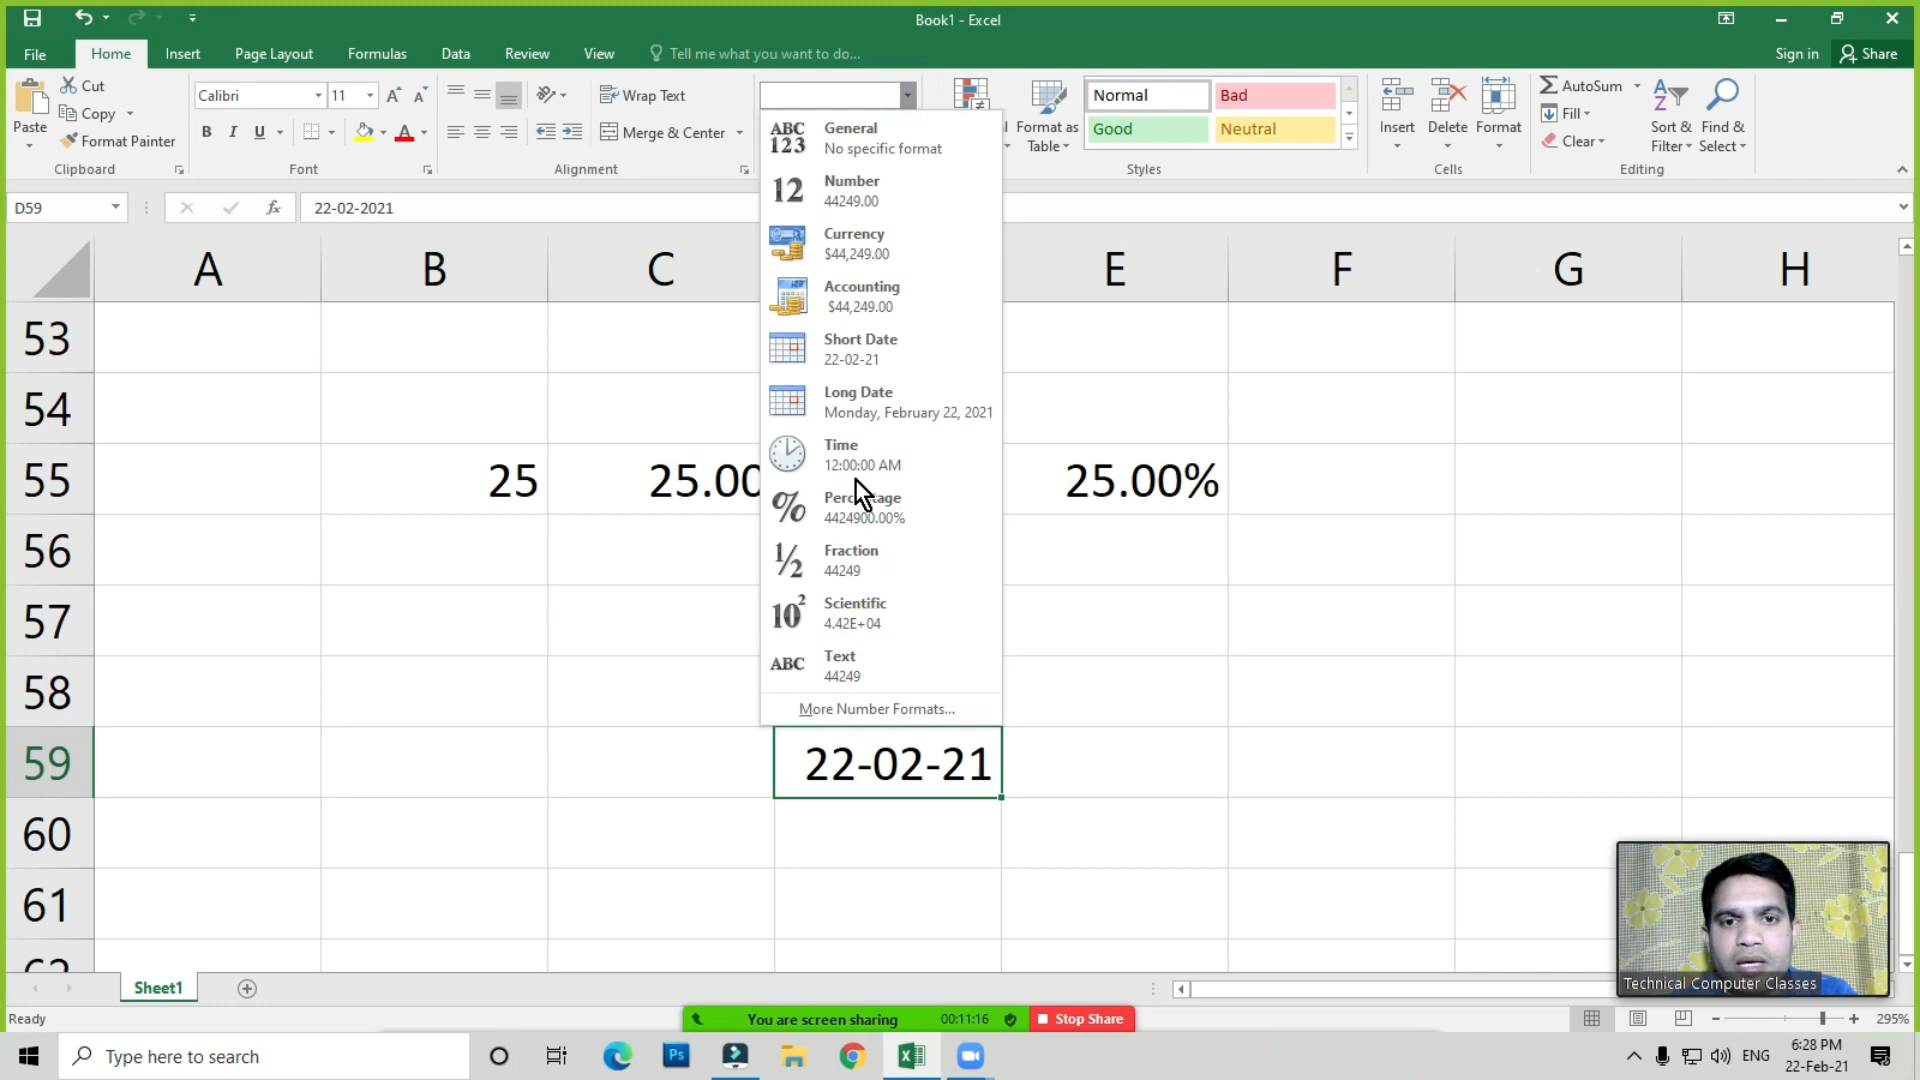 Book1 - Excel
File Home Insert Page Layout Formulas Data Review View Tell me what you want to do... Sign in Share
Paste
Cut
Copy
Format Painter
Clipboard
Calibri 11
B I U
Font
Wrap Text
Merge & Center
Alignment
Format as
Table
Normal Bad
Good Neutral
Styles
Insert Delete Format
Cells
AutoSum
Fill
Clear
Sort &
Filter
Find &
Select
Editing
D59 fx 22-02-2021
ABC
123
General
No specific format
12
Number
44249.00
Currency
$44,249.00
Accounting
$44,249.00
Short Date
22-02-21
Long Date
Monday, February 22, 2021
Time
12:00:00 AM
%
Percentage
4424900.00%
½
Fraction
44249
10²
Scientific
4.42E+04
ABC
Text
44249
More Number Formats...
A B C E F G H
53
54
55 25 25.00 25.00%
56
57
58
59 22-02-21
60
61
62
Technical Computer Classes
Sheet1
Ready
You are screen sharing 00:11:16 Stop Share
295%
Type here to search
Ps
ENG
6:28 PM
22-Feb-21